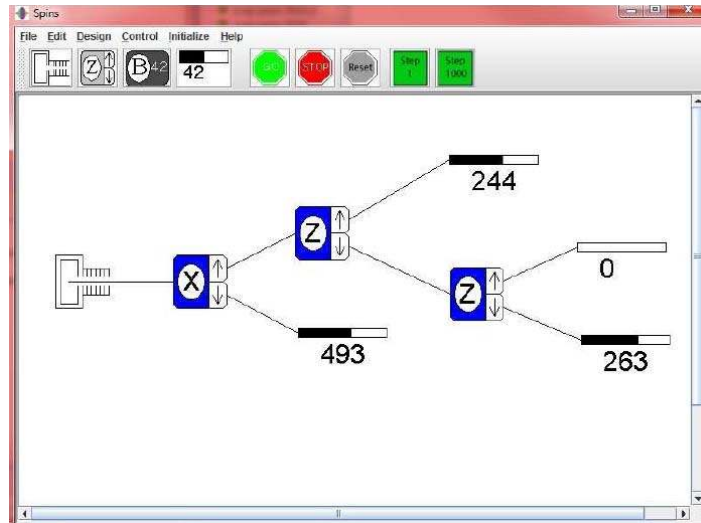 Spins
File Edit Design Control Initialize Help
Z
B 42
42
GO
STOP
Reset
Step 1
Step 1000
244
Z
0
X
Z
493
263